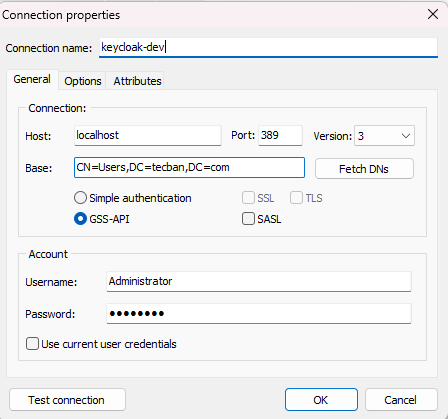 Connection properties
Connection name: keycloak-dev
General Options Attributes
Connection:
Host: localhost Port: 389 Version: 3
Base: CN=Users,DC=tecban,DC=com Fetch DNs
Simple authentication SSL TLS
GSS-API SASL
Account
Username: Administrator
Password: ●●●●●●●●
Use current user credentials
Test connection OK Cancel